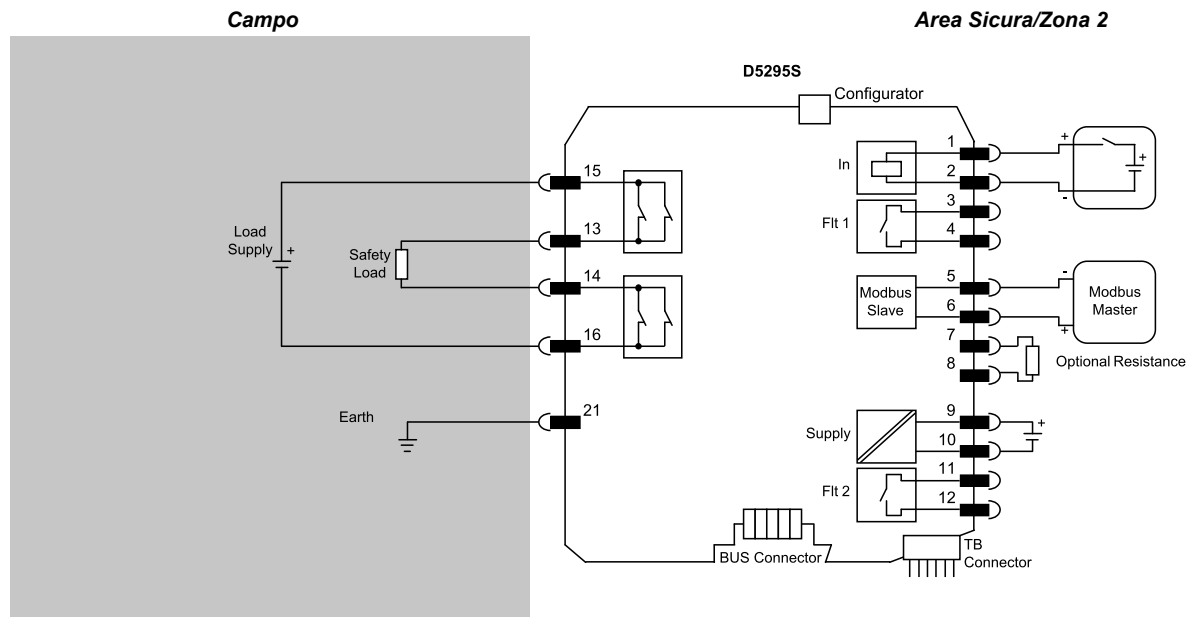 Campo
Area Sicura/Zona 2
D5295S
Configurator
15
13
14
16
21
Load
Supply
+
Safety
Load
Earth
In
1
2
+
+
-
Flt 1
3
4
Modbus
Slave
5
6
-
+
Modbus
Master
7
8
Optional Resistance
Supply
9
10
+
Flt 2
11
12
BUS Connector
TB
Connector